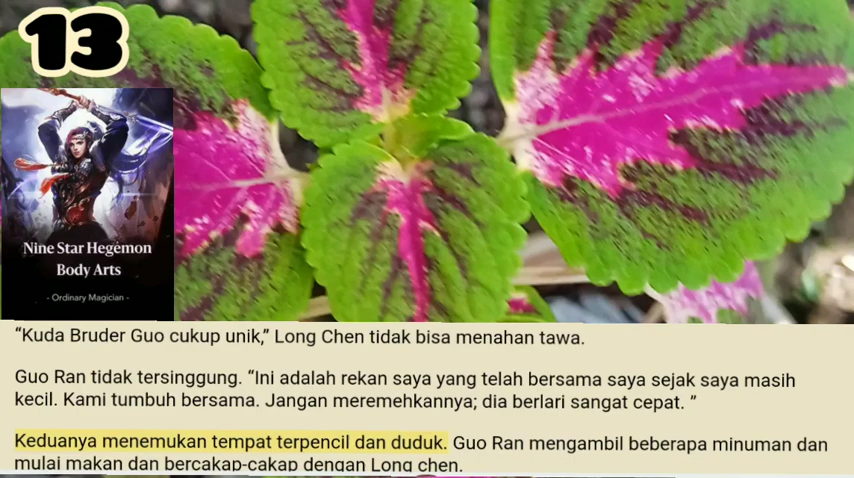 13
Nine Star Hegemon
Body Arts
- Ordinary Magician -
“Kuda Bruder Guo cukup unik,” Long Chen tidak bisa menahan tawa.
Guo Ran tidak tersinggung. “Ini adalah rekan saya yang telah bersama saya sejak saya masih
kecil. Kami tumbuh bersama. Jangan meremehkannya; dia berlari sangat cepat. ”
Keduanya menemukan tempat terpencil dan duduk. Guo Ran mengambil beberapa minuman dan
mulai makan dan bercakap-cakap dengan Long chen.